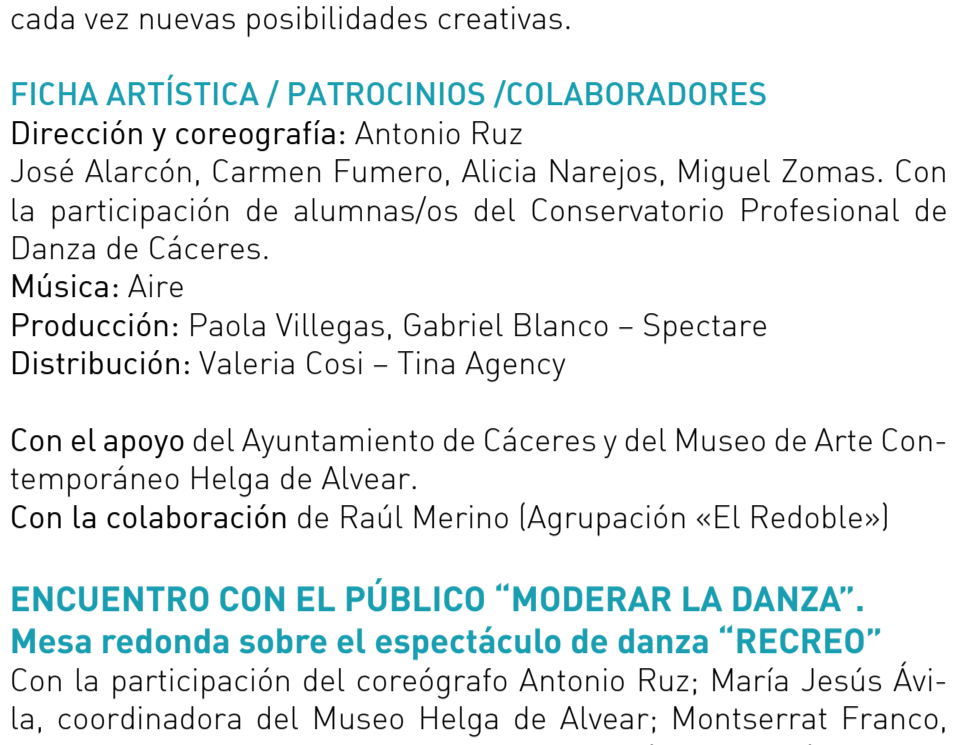 cada vez nuevas posibilidades creativas.
FICHA ARTÍSTICA / PATROCINIOS /COLABORADORES
Dirección y coreografía: Antonio Ruz
José Alarcón, Carmen Fumero, Alicia Narejos, Miguel Zomas. Con
la participación de alumnas/os del Conservatorio Profesional de
Danza de Cáceres.
Música: Aire
Producción: Paola Villegas, Gabriel Blanco – Spectare
Distribución: Valeria Cosi – Tina Agency
Con el apoyo del Ayuntamiento de Cáceres y del Museo de Arte Con-
temporáneo Helga de Alvear.
Con la colaboración de Raúl Merino (Agrupación «El Redoble»)
ENCUENTRO CON EL PÚBLICO “MODERAR LA DANZA”.
Mesa redonda sobre el espectáculo de danza “RECREO”
Con la participación del coreógrafo Antonio Ruz; María Jesús Ávi-
la, coordinadora del Museo Helga de Alvear; Montserrat Franco,